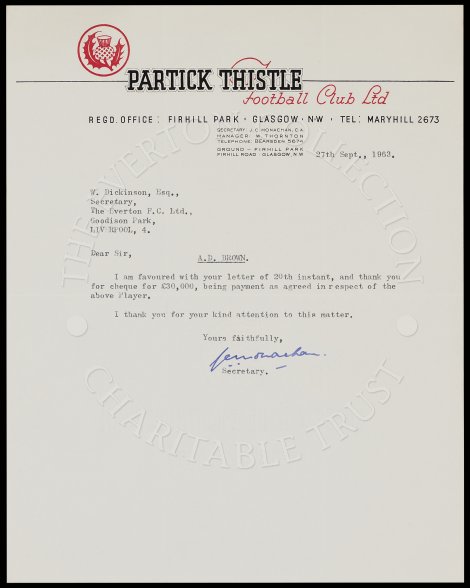 PARTICK THISTLE
Football Club Ltd
REGD. OFFICE: FIRHILL PARK · GLASGOW · N·W · TEL: MARYHILL 2673
SECRETARY: J. C. MONACHAN, C.A.
MANAGER: W. THORNTON
TELEPHONE: BEARSDEN 5674
GROUND – FIRHILL PARK
FIRHILL ROAD · GLASGOW, N.W
27th Sept., 1963.
W. Dickinson, Esq.,
Secretary,
The Everton F.C. Ltd.,
Goodison Park,
LIVERPOOL, 4.
Dear Sir,
A.D. BROWN.
I am favoured with your letter of 20th instant, and thank you
for cheque for £30,000, being payment as agreed in respect of the
above Player.
I thank you for your kind attention to this matter.
Yours faithfully,
Jcmonachan.
Secretary.
THE EVERTON COLLECTION
CHARITABLE TRUST